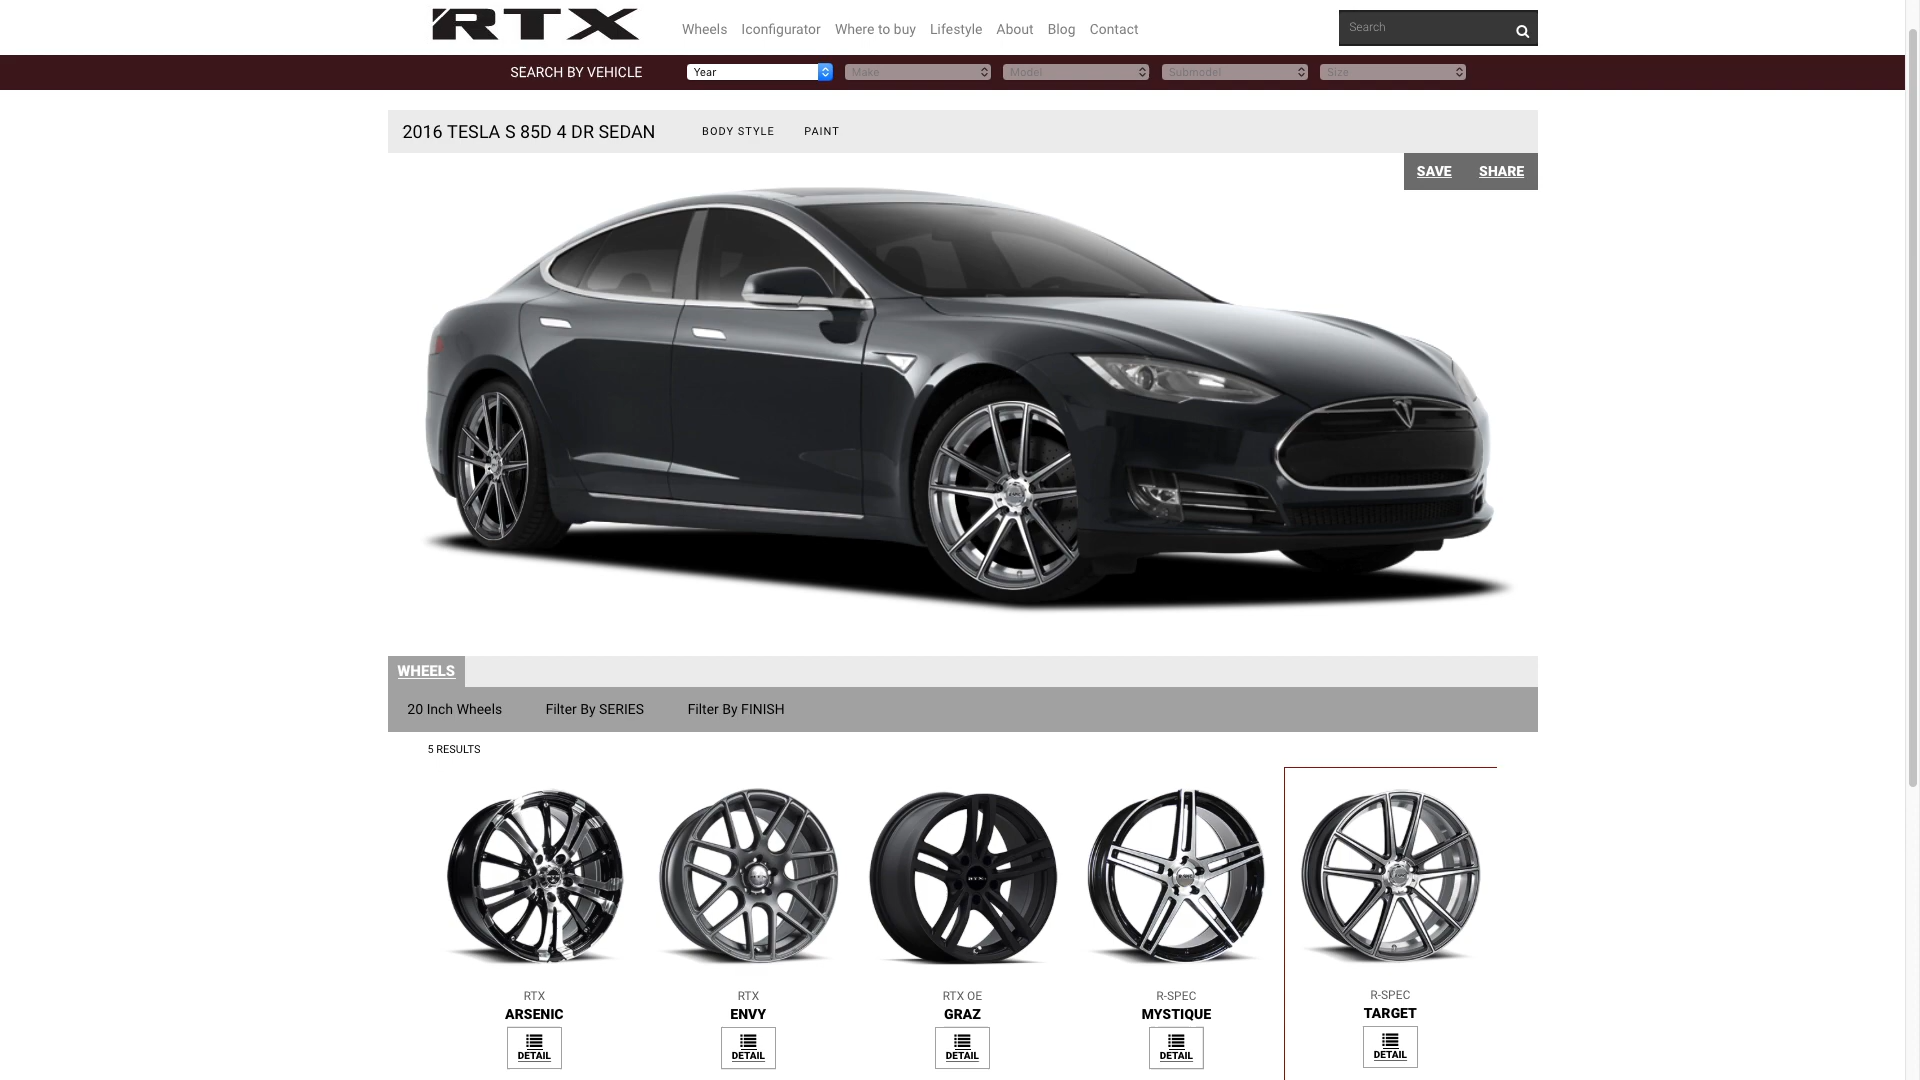 RTX
Wheels Iconfigurator Where to buy Lifestyle About Blog Contact
Search
SEARCH BY VEHICLE
Year
Make
Model
Submodel
Size
2016 TESLA S 85D 4 DR SEDAN
BODY STYLE
PAINT
SAVE
SHARE
WHEELS
20 Inch Wheels
Filter By SERIES
Filter By FINISH
5 RESULTS
RTX
ARSENIC
DETAIL
RTX
ENVY
DETAIL
RTX OE
GRAZ
DETAIL
R-SPEC
MYSTIQUE
DETAIL
R-SPEC
TARGET
DETAIL